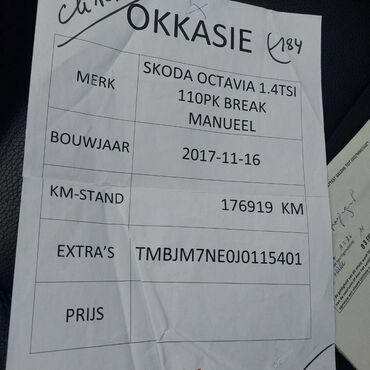 OKKASIE
184
MERK
SKODA OCTAVIA 1.4TSI
110PK BREAK
MANUEEL
BOUWJAAR
2017-11-16
KM-STAND
176919 KM
EXTRA'S
TMBJM7NE0J0115401
PRIJS